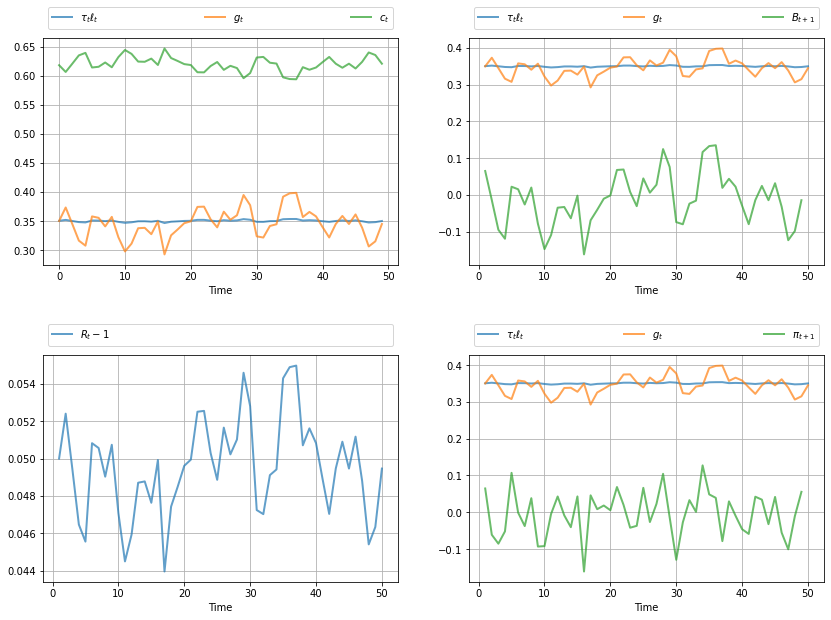 τₜℓₜ gₜ cₜ
0.65
0.60
0.55
0.50
0.45
0.40
0.35
0.30
0 10 20 30 40 50
Time
τₜℓₜ gₜ Bₜ₊₁
0.4
0.3
0.2
0.1
0.0
−0.1
0 10 20 30 40 50
Time
Rₜ − 1
0.054
0.052
0.050
0.048
0.046
0.044
0 10 20 30 40 50
Time
τₜℓₜ gₜ πₜ₊₁
0.4
0.3
0.2
0.1
0.0
−0.1
0 10 20 30 40 50
Time